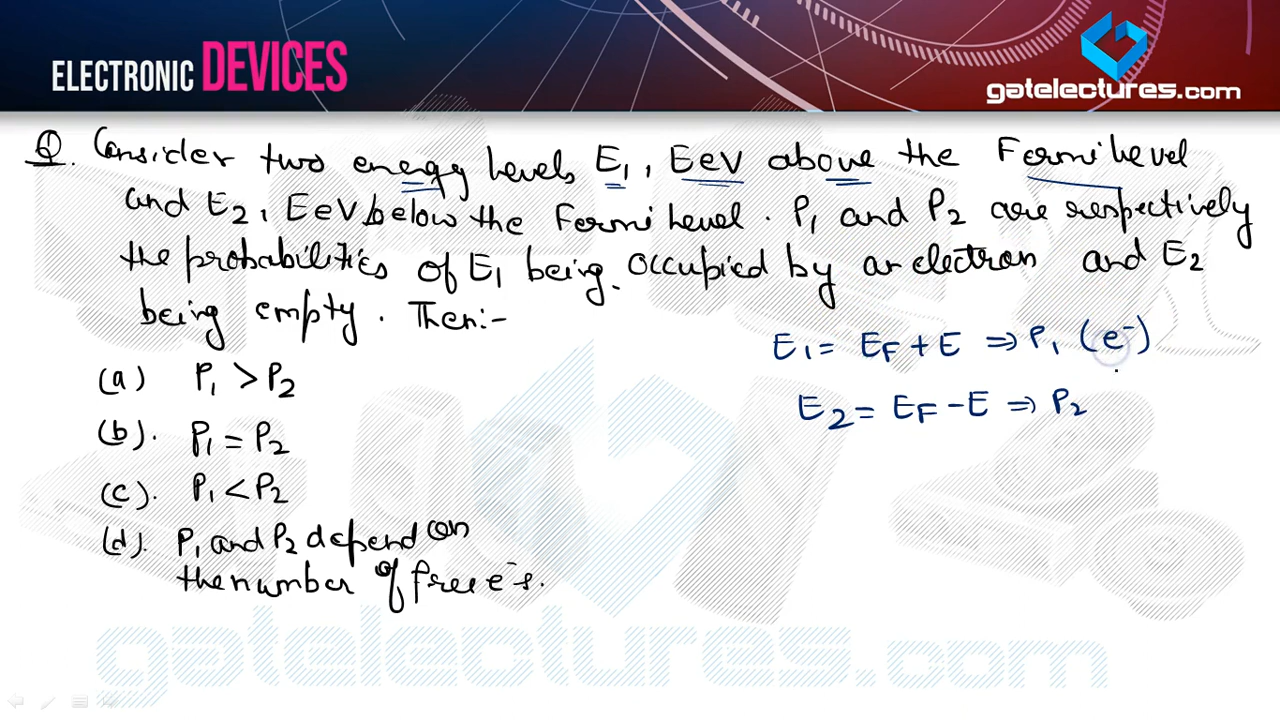 ELECTRONIC DEVICES
gatelectures.com
Q. Consider two energy levels E₁, E eV above the Fermi level
and E₂, E eV below the Fermi level. P₁ and P₂ are respectively
the probabilities of E₁ being occupied by an electron and E₂
being empty. Then:-
(a) P₁ > P₂
(b). P₁ = P₂
(c). P₁ < P₂
(d). P₁ and P₂ depend on
the number of free e⁻s.
E₁ = E_F + E ⇒ P₁ (e⁻)
E₂ = E_F - E ⇒ P₂
gatelectures.com